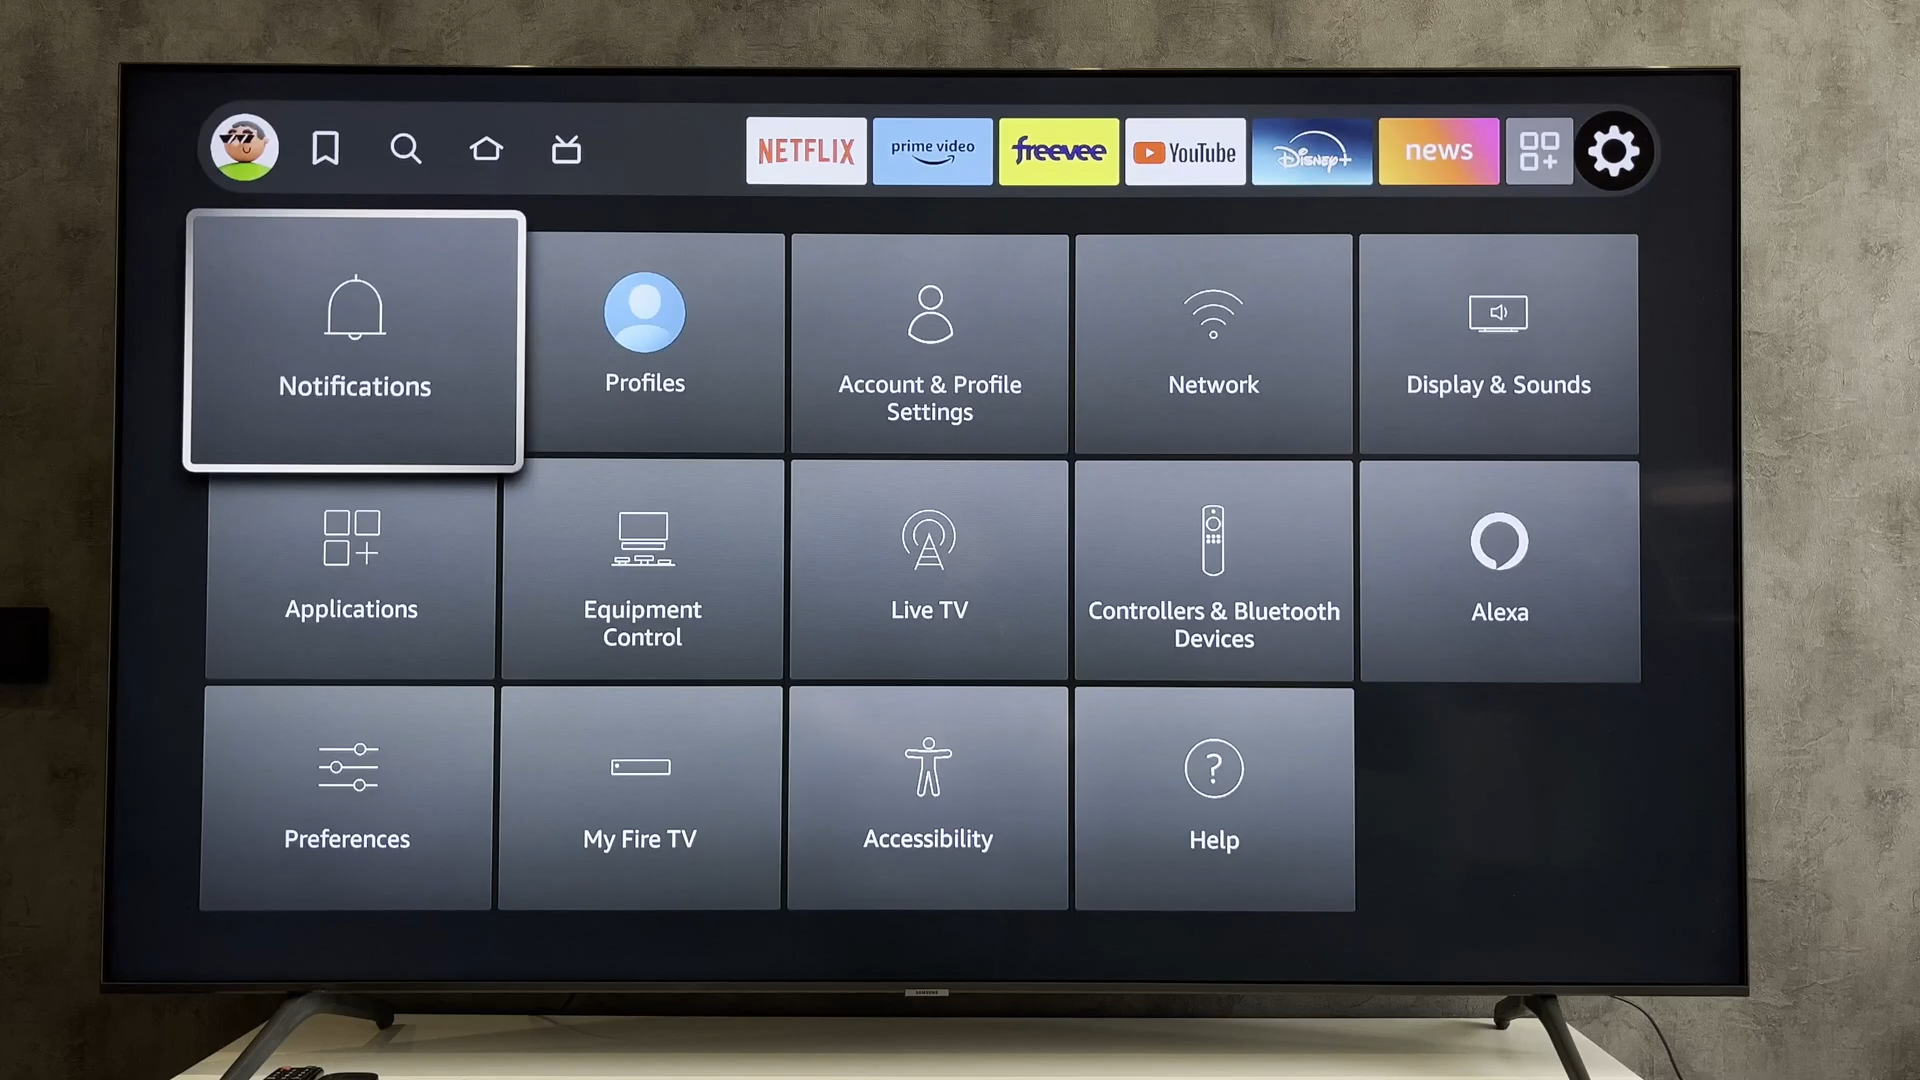 NETFLIX
prime video
freevee
YouTube
Disney+
news
Notifications
Profiles
Account & Profile
Settings
Network
Display & Sounds
Applications
Equipment
Control
Live TV
Controllers & Bluetooth
Devices
Alexa
Preferences
My Fire TV
Accessibility
?
Help
SAMSUNG